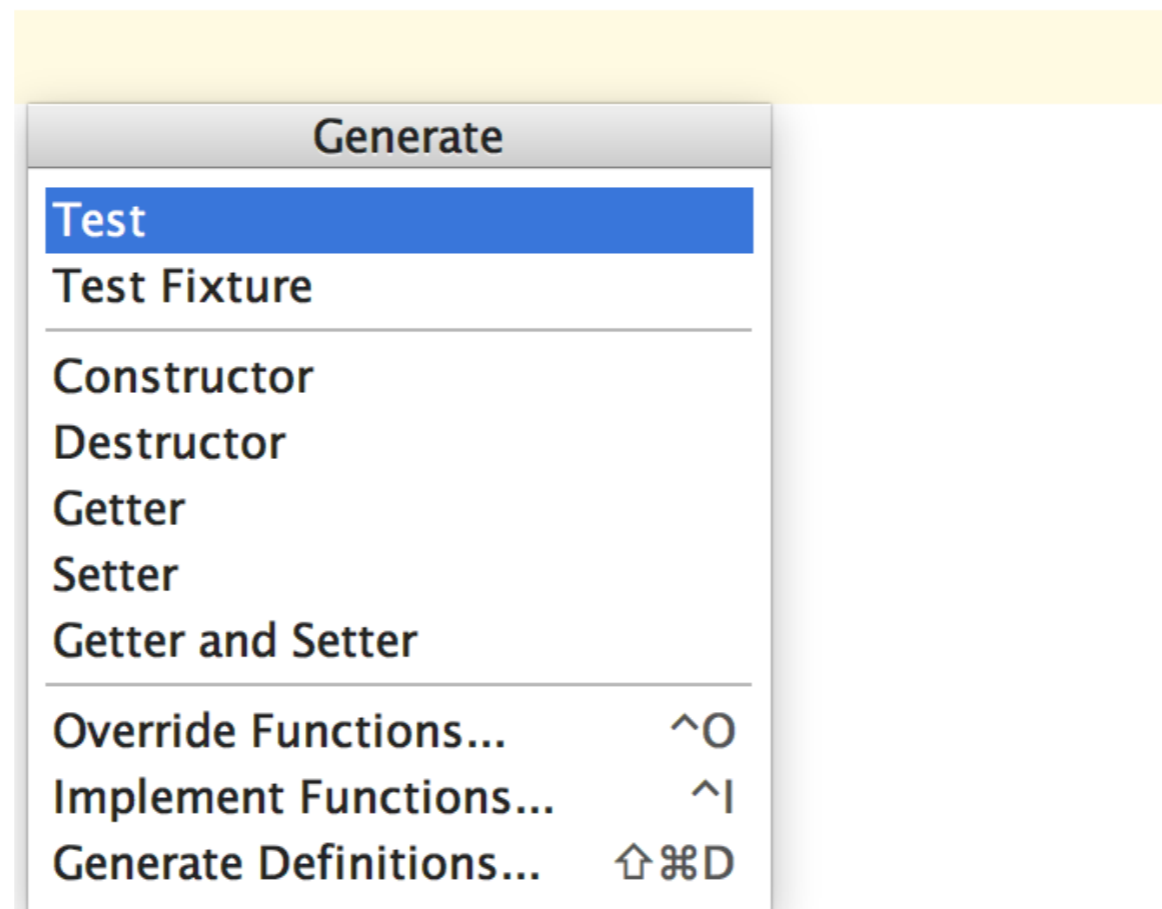 Generate
Test
Test Fixture
Constructor
Destructor
Getter
Setter
Getter and Setter
Override Functions... ^O
Implement Functions... ^I
Generate Definitions... ⇧⌘D